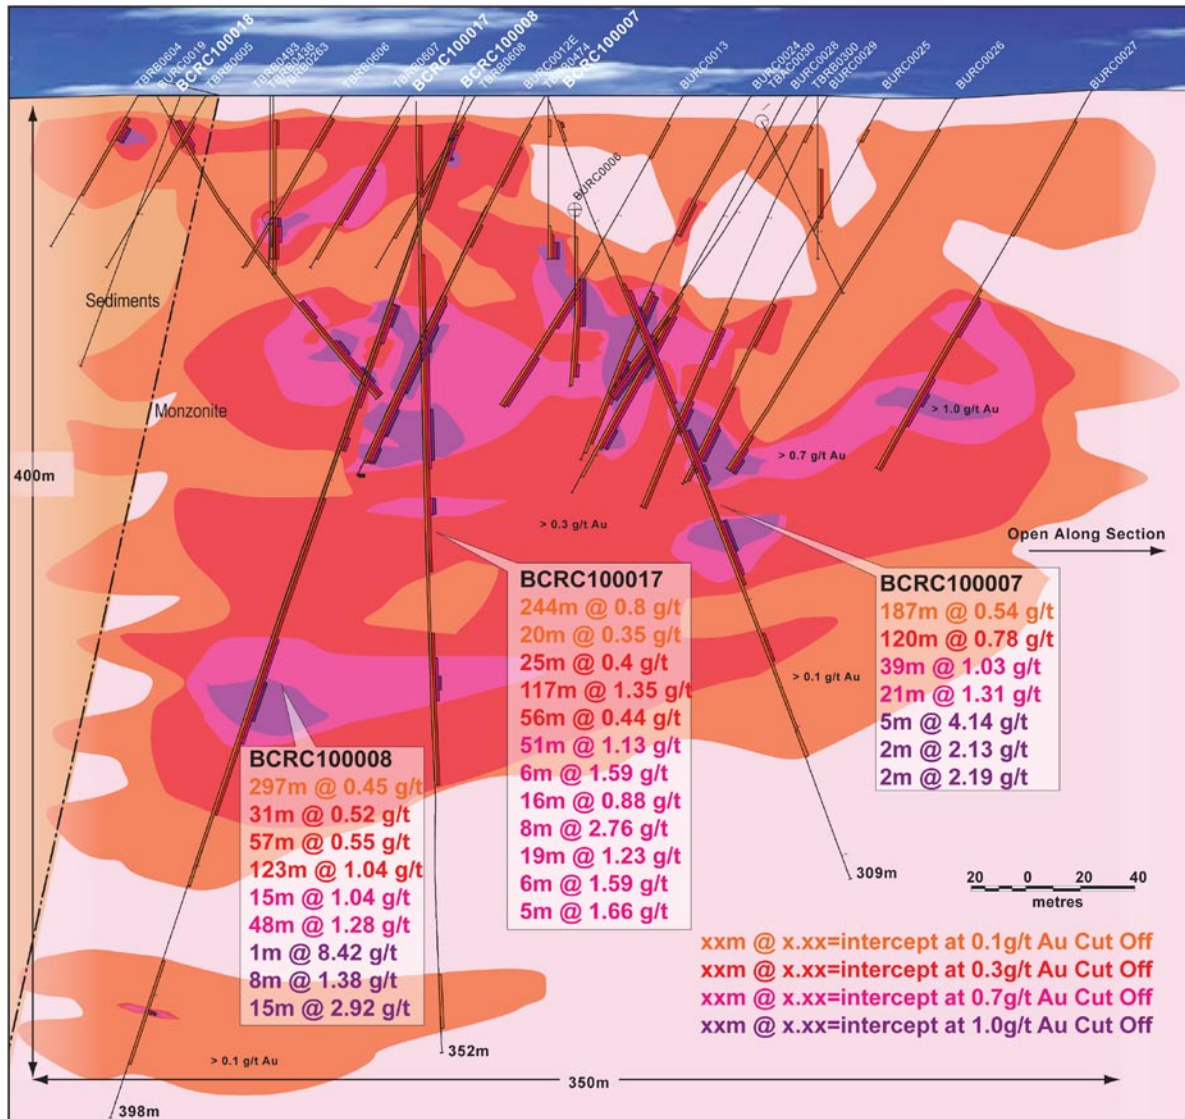 TBRB0604
BURC0019
BCRC100018
TBRB0605
TBRB0493
TBRB0436
TBRB0263
TBRB0606
TBRB0607
BCRC100017
BCRC100008
TBRB0608
BURC0012E
TBRB0474
BCRC100007
BURC0013
BURC0024
TBAC0030
BURC0028
TBRB0300
BURC0029
BURC0025
BURC0026
BURC0027
BURC0006
Sediments
Monzonite
> 1.0 g/t Au
> 0.7 g/t Au
400m
> 0.3 g/t Au
Open Along Section
BCRC100017
244m @ 0.8 g/t
20m @ 0.35 g/t
25m @ 0.4 g/t
117m @ 1.35 g/t
56m @ 0.44 g/t
51m @ 1.13 g/t
6m @ 1.59 g/t
16m @ 0.88 g/t
8m @ 2.76 g/t
19m @ 1.23 g/t
6m @ 1.59 g/t
5m @ 1.66 g/t
BCRC100007
187m @ 0.54 g/t
120m @ 0.78 g/t
39m @ 1.03 g/t
21m @ 1.31 g/t
5m @ 4.14 g/t
2m @ 2.13 g/t
2m @ 2.19 g/t
> 0.1 g/t Au
BCRC100008
297m @ 0.45 g/t
31m @ 0.52 g/t
57m @ 0.55 g/t
123m @ 1.04 g/t
15m @ 1.04 g/t
48m @ 1.28 g/t
1m @ 8.42 g/t
8m @ 1.38 g/t
15m @ 2.92 g/t
309m
20 0 20 40
metres
xxm @ x.xx=intercept at 0.1g/t Au Cut Off
xxm @ x.xx=intercept at 0.3g/t Au Cut Off
xxm @ x.xx=intercept at 0.7g/t Au Cut Off
xxm @ x.xx=intercept at 1.0g/t Au Cut Off
352m
> 0.1 g/t Au
350m
398m